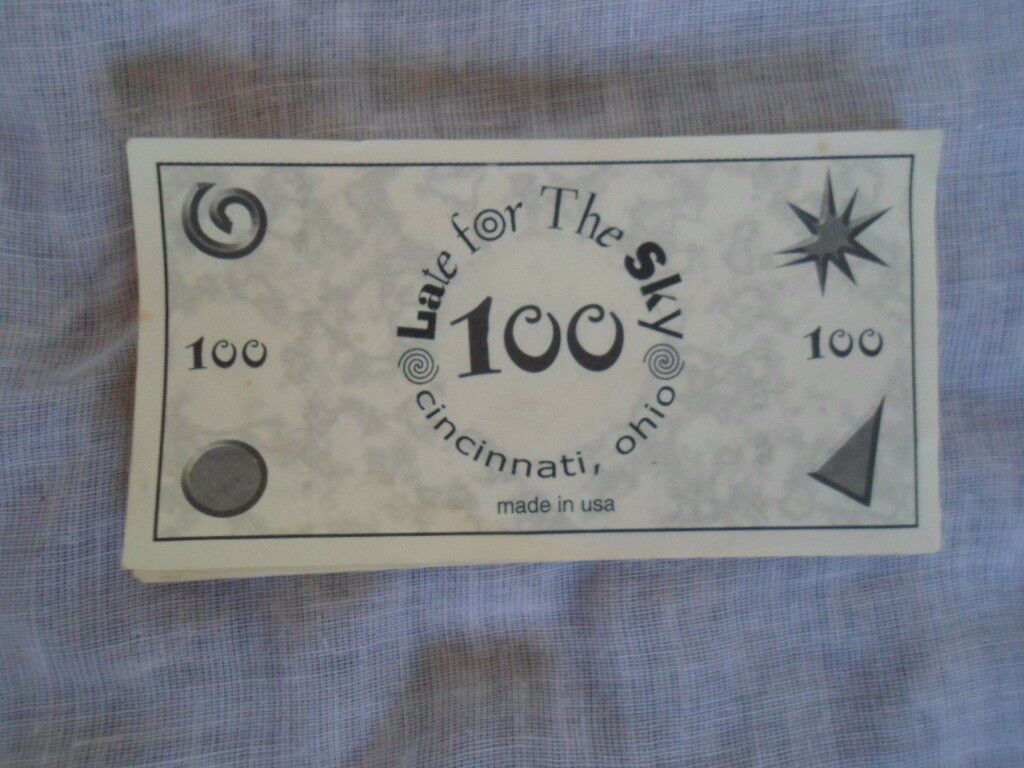 Late for The Sky
100
100
100
cincinnati, ohio
made in usa